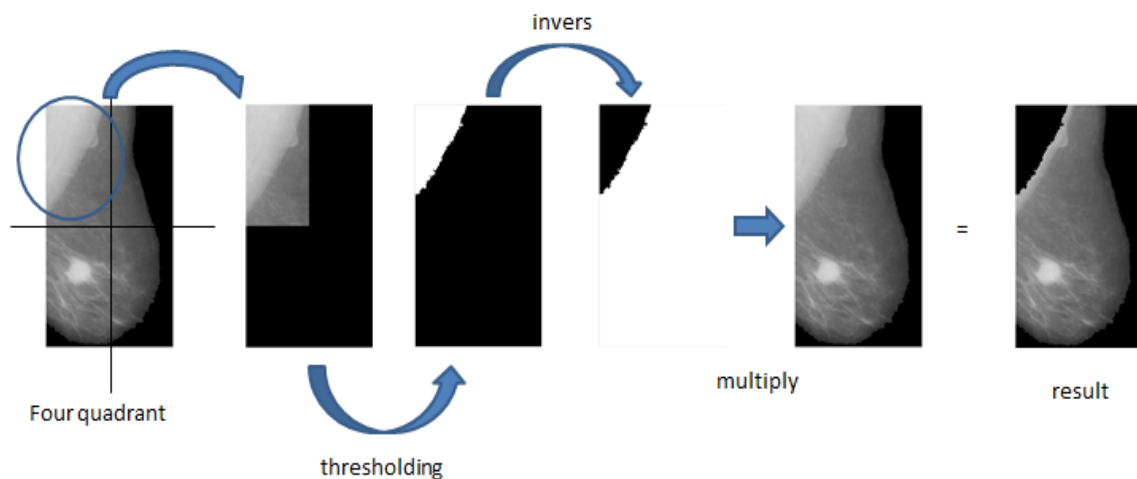 invers
=
multiply
result
Four quadrant
thresholding